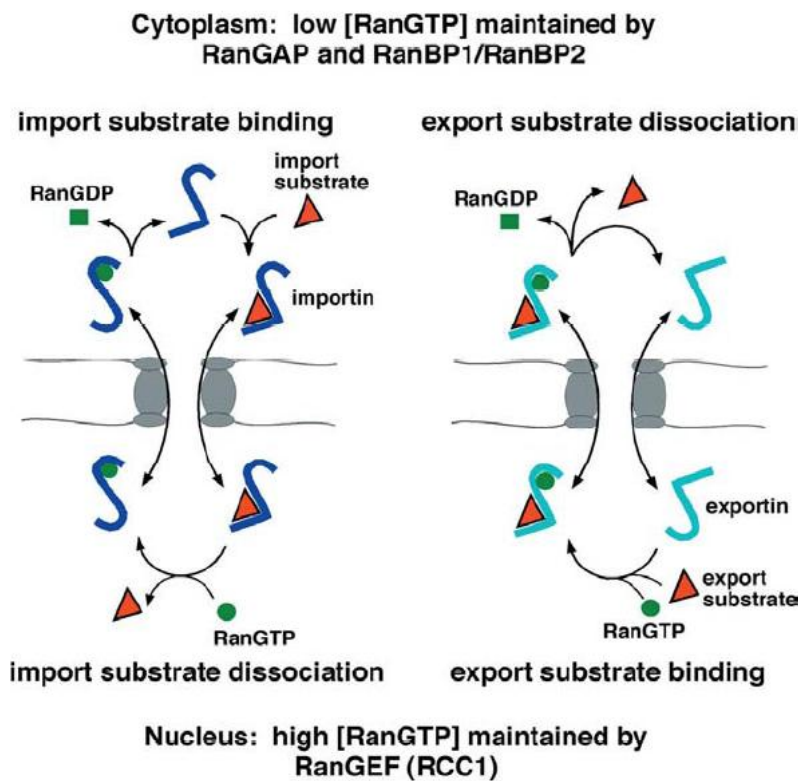 Cytoplasm: low [RanGTP] maintained by
RanGAP and RanBP1/RanBP2
import substrate binding
export substrate dissociation
import
substrate
RanGDP
importin
RanGDP
RanGTP
import substrate dissociation
exportin
export
substrate
RanGTP
export substrate binding
Nucleus: high [RanGTP] maintained by
RanGEF (RCC1)